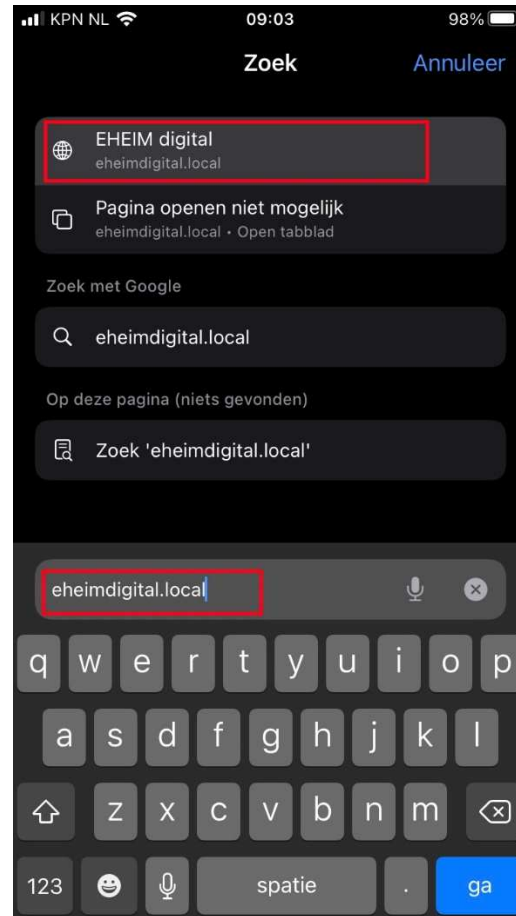 KPN NL 09:03 98%
Zoek Annuleer
EHEIM digital
eheimdigital.local
Pagina openen niet mogelijk
eheimdigital.local • Open tabblad
Zoek met Google
eheimdigital.local
Op deze pagina (niets gevonden)
Zoek 'eheimdigital.local'
eheimdigital.local
q w e r t y u i o p
a s d f g h j k l
z x c v b n m
123 spatie . ga